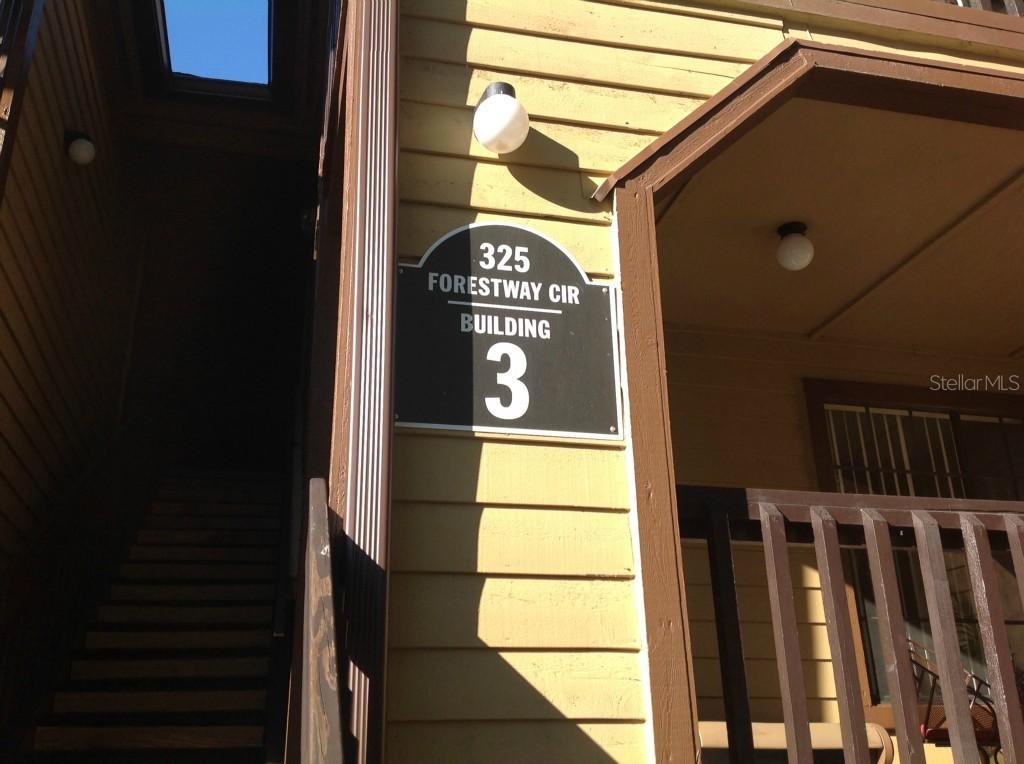 325
FORESTWAY CIR
BUILDING
3
StellarMLS